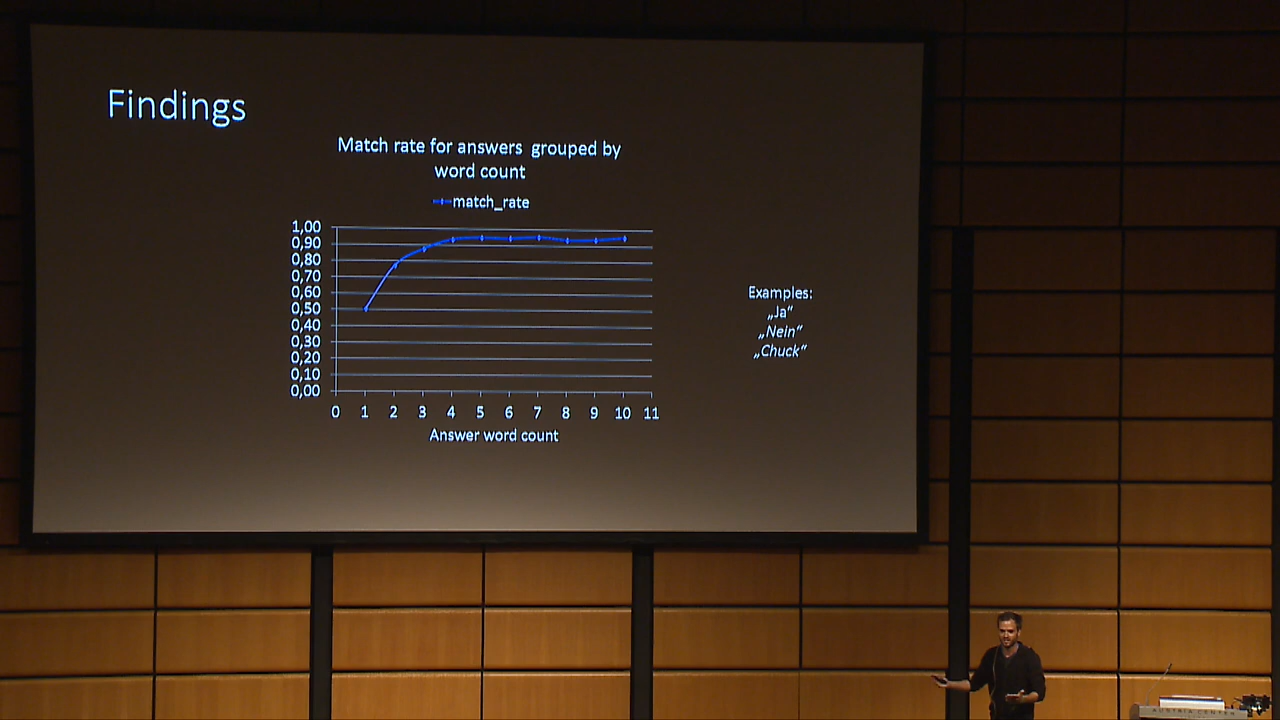 Findings
Match rate for answers grouped by
word count
match_rate
1,00
0,90
0,80
0,70
0,60
0,50
0,40
0,30
0,20
0,10
0,00
0 1 2 3 4 5 6 7 8 9 10 11
Answer word count
Examples:
„Ja“
„Nein“
„Chuck“
AUSTRIA CENTER